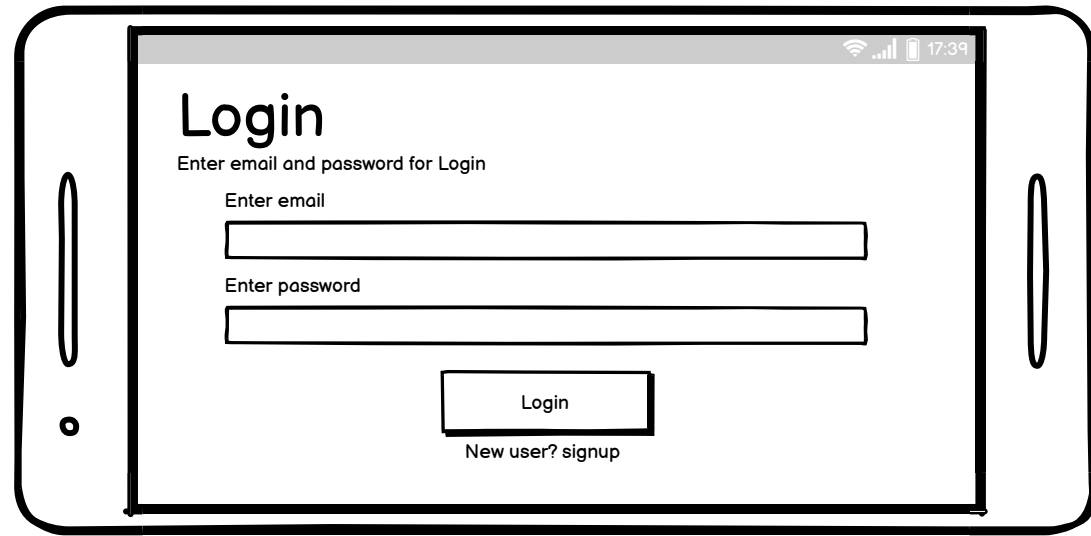 17:39
Login
Enter email and password for Login
Enter email
Enter password
Login
New user? signup